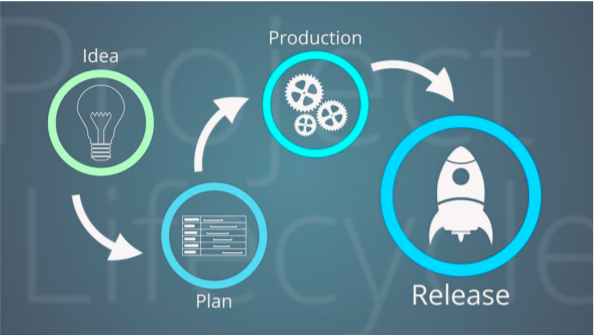 Project
Lifecycle
Idea
Production
Plan
Release